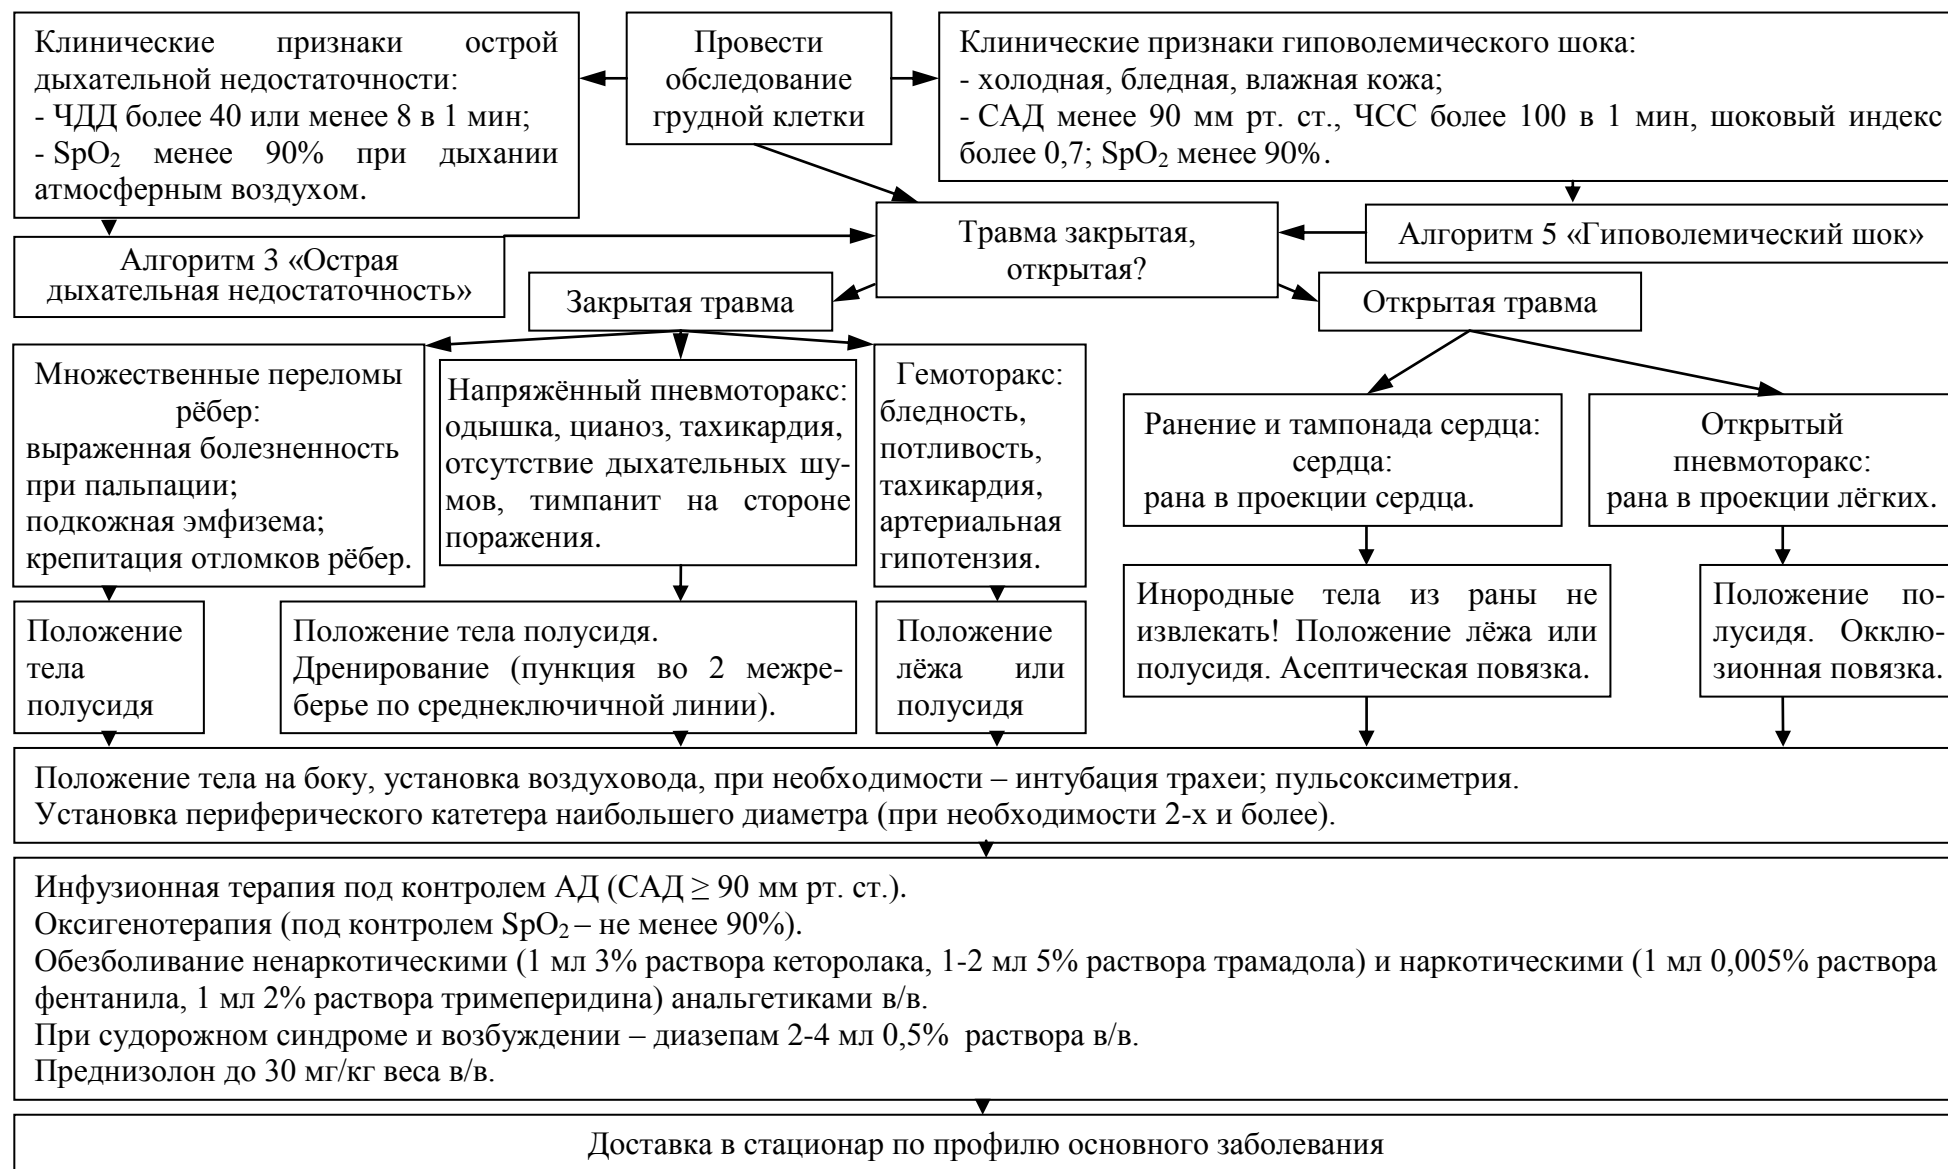 Клинические признаки острой
дыхательной недостаточности:
- ЧДД более 40 или менее 8 в 1 мин;
- SpO₂ менее 90% при дыхании
атмосферным воздухом.
Провести
обследование
грудной клетки
Клинические признаки гиповолемического шока:
- холодная, бледная, влажная кожа;
- САД менее 90 мм рт. ст., ЧСС более 100 в 1 мин, шоковый индекс
более 0,7; SpO₂ менее 90%.
Алгоритм 3 «Острая
дыхательная недостаточность»
Травма закрытая,
открытая?
Алгоритм 5 «Гиповолемический шок»
Закрытая травма
Открытая травма
Множественные переломы
рёбер:
выраженная болезненность
при пальпации;
подкожная эмфизема;
крепитация отломков рёбер.
Напряжённый пневмоторакс:
одышка, цианоз, тахикардия,
отсутствие дыхательных шу-
мов, тимпанит на стороне
поражения.
Гемоторакс:
бледность,
потливость,
тахикардия,
артериальная
гипотензия.
Ранение и тампонада сердца:
сердца:
рана в проекции сердца.
Открытый
пневмоторакс:
рана в проекции лёгких.
Положение
тела
полусидя
Положение тела полусидя.
Дренирование (пункция во 2 межре-
берье по среднеключичной линии).
Положение
лёжа или
полусидя
Инородные тела из раны не
извлекать! Положение лёжа или
полусидя. Асептическая повязка.
Положение по-
лусидя. Окклю-
зионная повязка.
Положение тела на боку, установка воздуховода, при необходимости – интубация трахеи; пульсоксиметрия.
Установка периферического катетера наибольшего диаметра (при необходимости 2-х и более).
Инфузионная терапия под контролем АД (САД ≥ 90 мм рт. ст.).
Оксигенотерапия (под контролем SpO₂ – не менее 90%).
Обезболивание ненаркотическими (1 мл 3% раствора кеторолака, 1-2 мл 5% раствора трамадола) и наркотическими (1 мл 0,005% раствора
фентанила, 1 мл 2% раствора тримеперидина) анальгетиками в/в.
При судорожном синдроме и возбуждении – диазепам 2-4 мл 0,5% раствора в/в.
Преднизолон до 30 мг/кг веса в/в.
Доставка в стационар по профилю основного заболевания